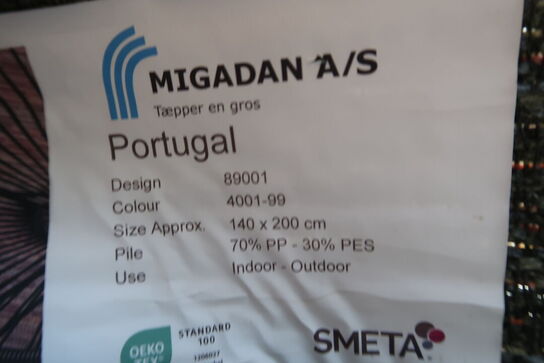 MIGADAN A/S
Tæpper en gros
Portugal
Design 89001
Colour 4001-99
Size Approx. 140 x 200 cm
Pile 70% PP - 30% PES
Use Indoor - Outdoor
OEKO
STANDARD
100
SMETA